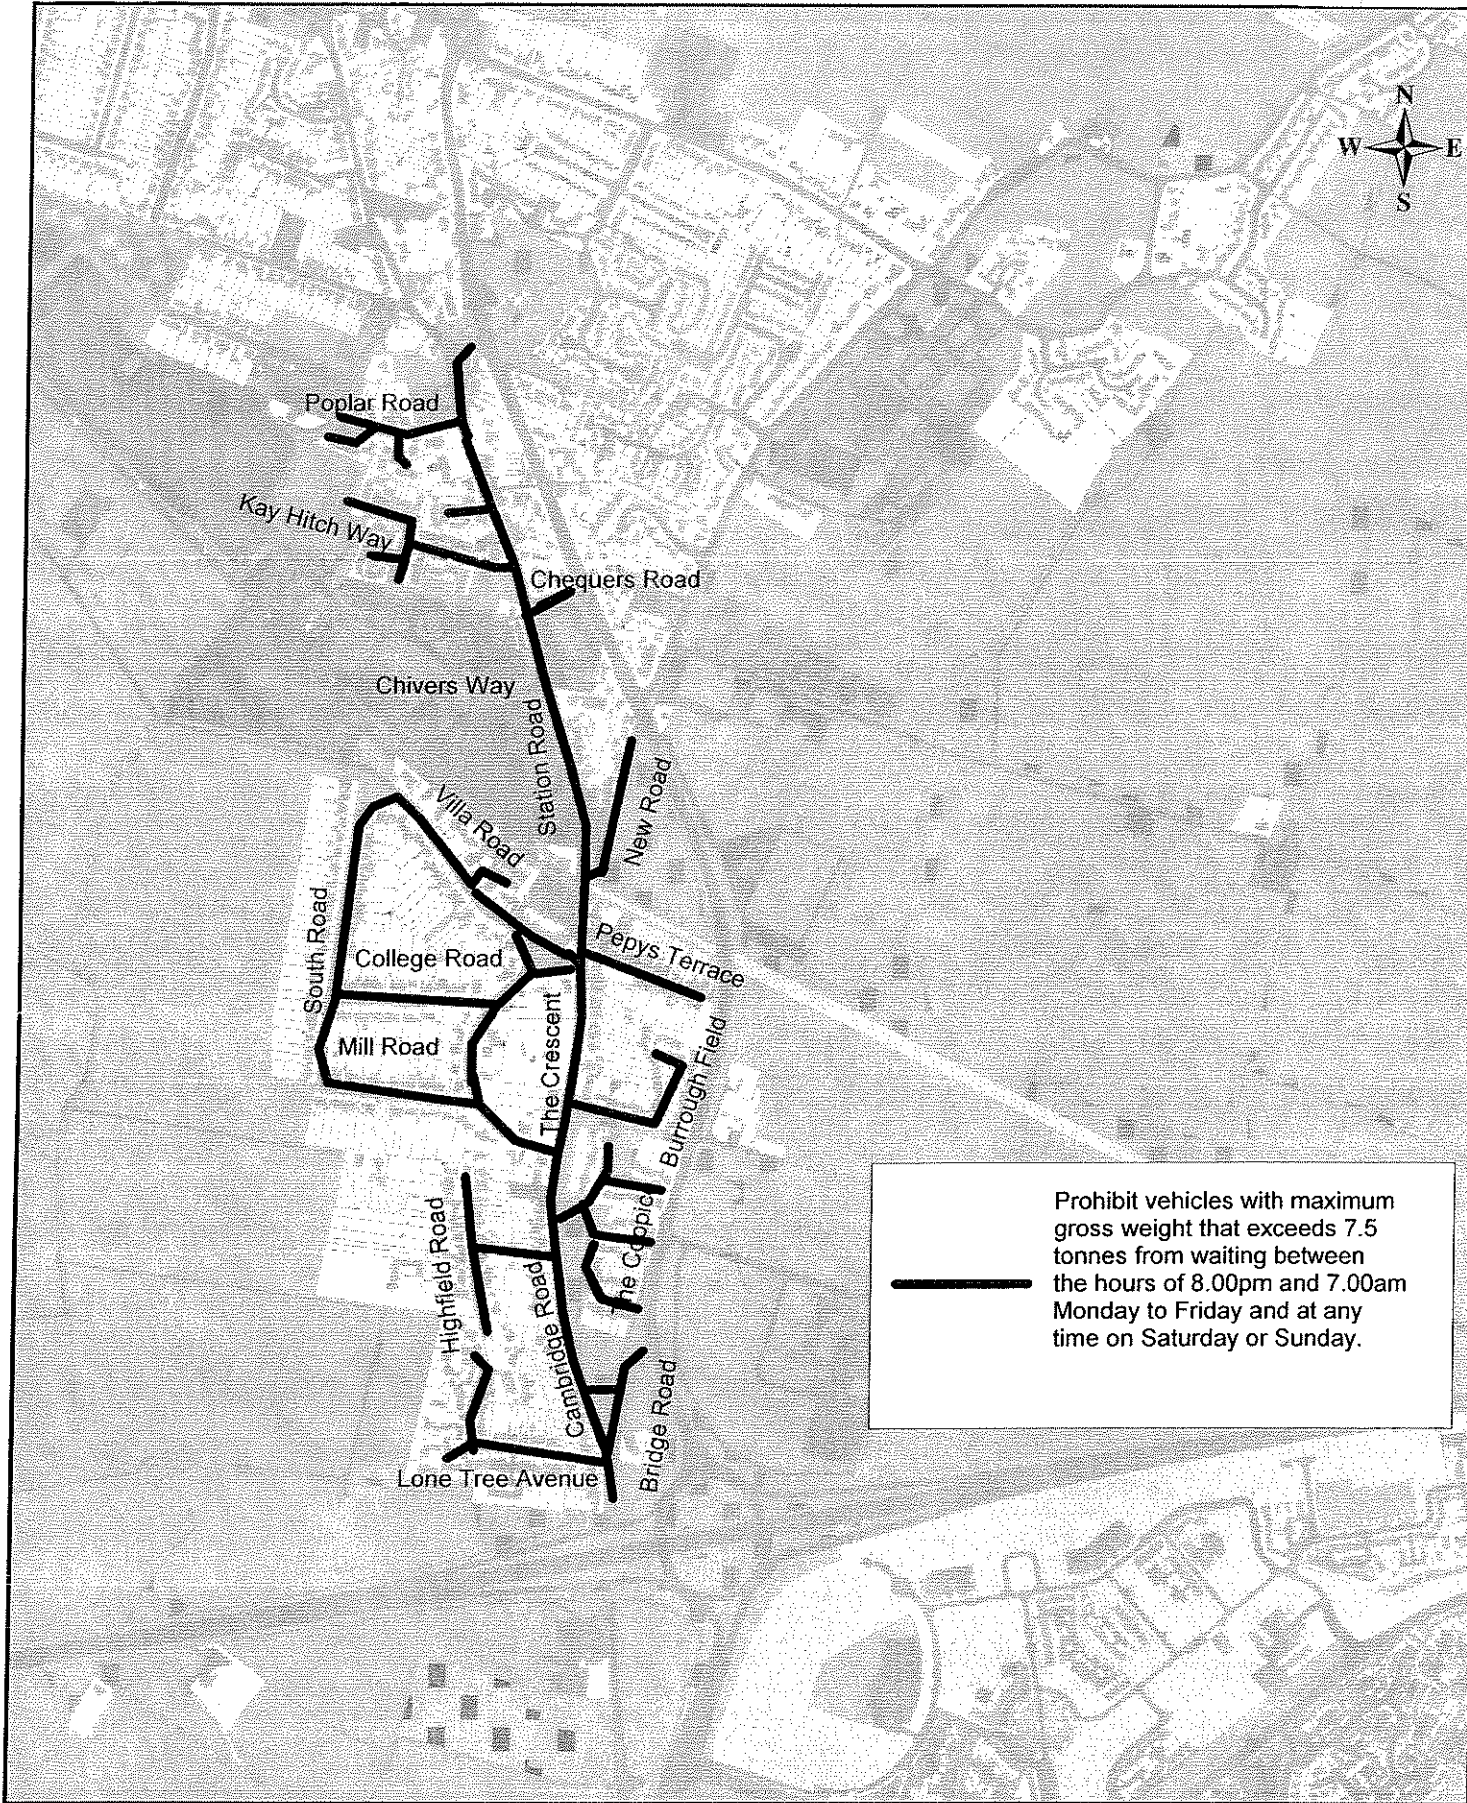 N
W E
S
Poplar Road
Kay Hitch Way
Chequers Road
Chivers Way
Station Road
Villa Road
New Road
South Road
College Road
Pepys Terrace
The Crescent
Mill Road
Burrough Field
The Coppice
Highfield Road
Cambridge Road
Bridge Road
Lone Tree Avenue
Prohibit vehicles with maximum
gross weight that exceeds 7.5
tonnes from waiting between
the hours of 8.00pm and 7.00am
Monday to Friday and at any
time on Saturday or Sunday.